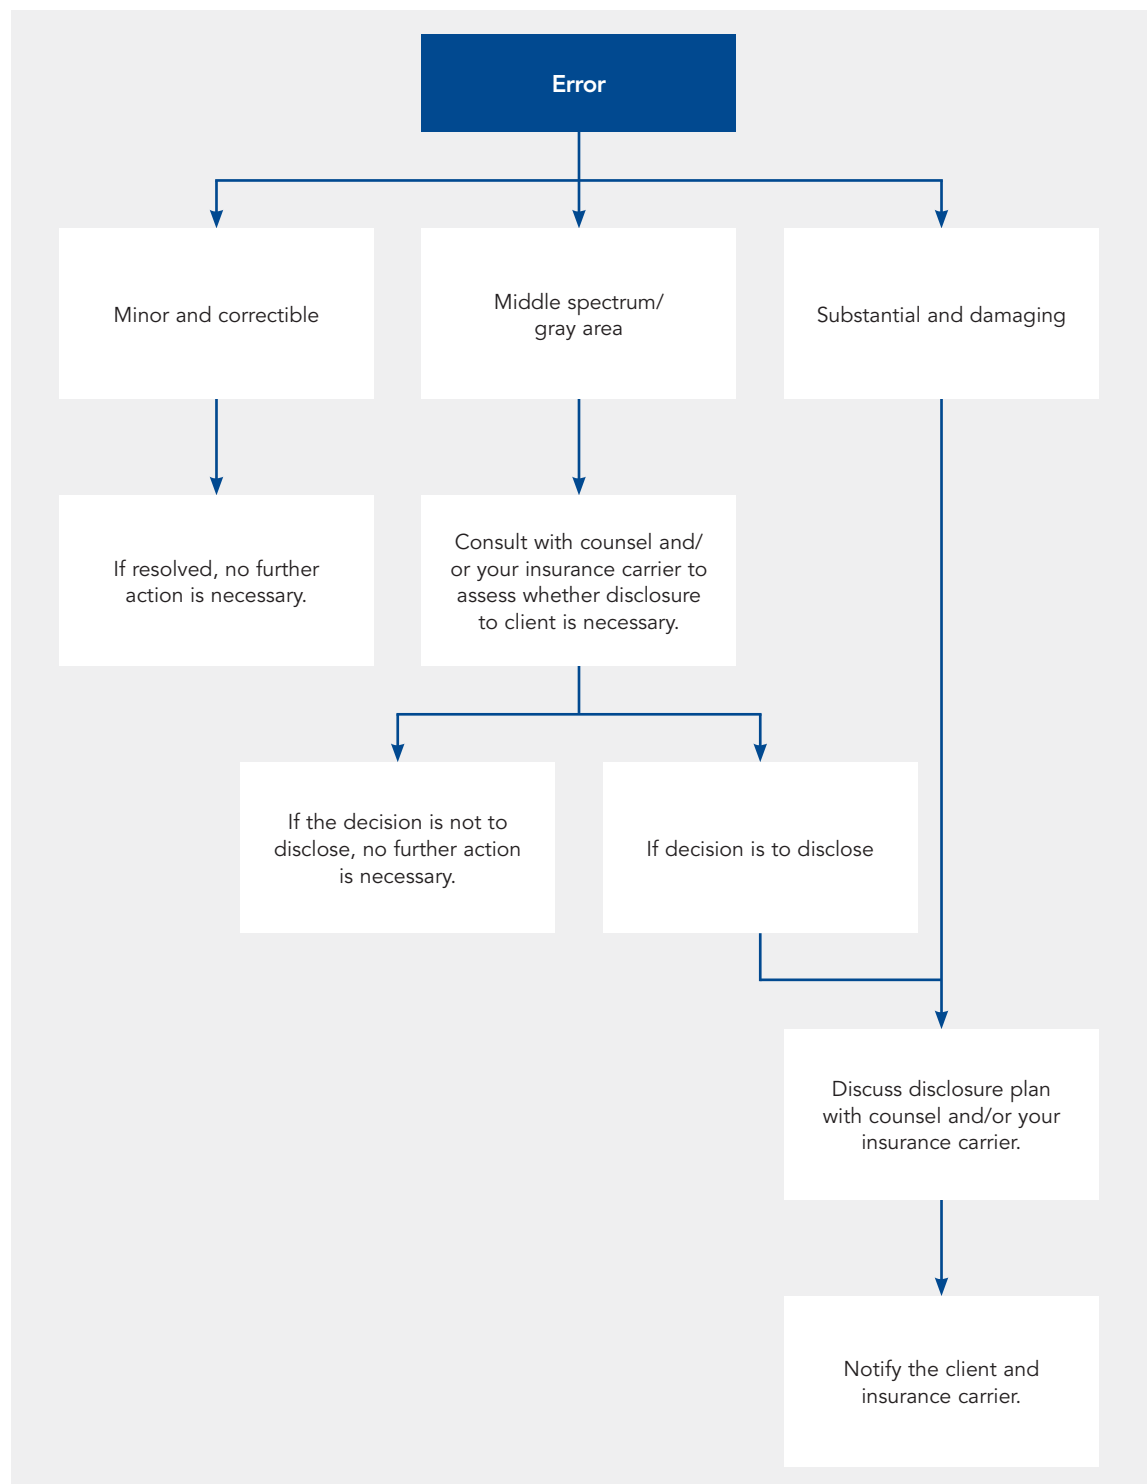 Error
Minor and correctible
Middle spectrum/
gray area
Substantial and damaging
If resolved, no further
action is necessary.
Consult with counsel and/
or your insurance carrier to
assess whether disclosure
to client is necessary.
If the decision is not to
disclose, no further action
is necessary.
If decision is to disclose
Discuss disclosure plan
with counsel and/or your
insurance carrier.
Notify the client and
insurance carrier.